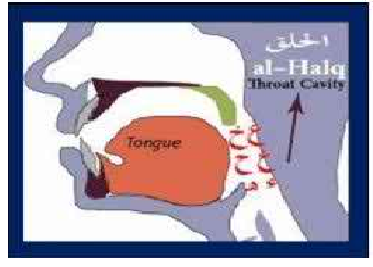 الحلق
al-Halq
Throat Cavity
Tongue
غ خ
ع ح
ء ه